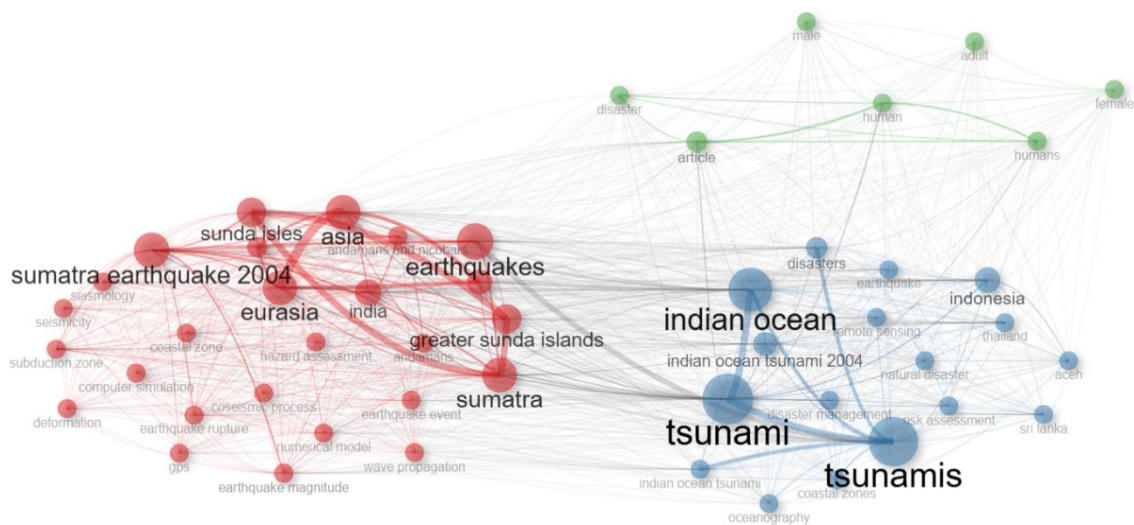 male
adult
disaster
human
female
article
humans
sunda isles
asia
andamans and nicobars
sumatra earthquake 2004
earthquakes
disasters
seismology
eurasia
india
earthquake
indonesia
seismicity
indian ocean
remote sensing
coastal zone
greater sunda islands
thailand
subduction zone
hazard assessment
andamans
indian ocean tsunami 2004
computer simulation
natural disaster
aceh
sumatra
deformation
coseismic process
earthquake event
disaster management
risk assessment
earthquake rupture
tsunami
sri lanka
numerical model
gps
wave propagation
tsunamis
earthquake magnitude
indian ocean tsunami
coastal zones
oceanography